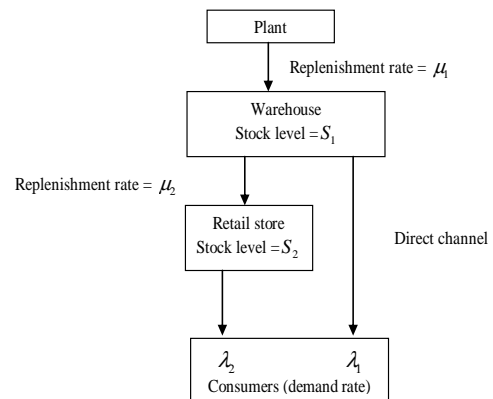 Plant
Replenishment rate = μ₁
Warehouse
Stock level = S₁
Replenishment rate = μ₂
Retail store
Stock level = S₂
Direct channel
λ₂ λ₁
Consumers (demand rate)